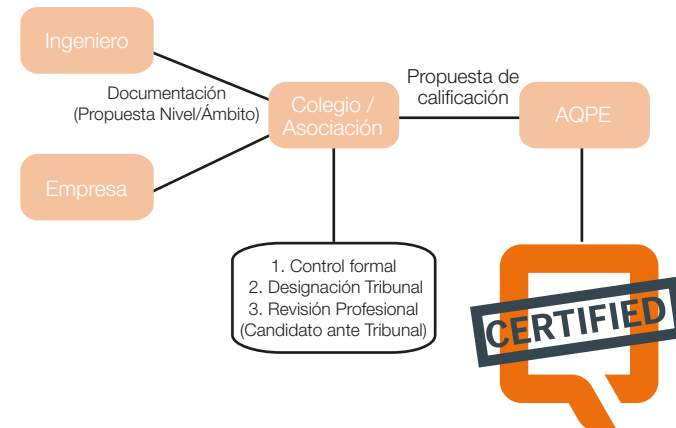 Ingeniero
Documentación
(Propuesta Nivel/Ámbito)
Empresa
Colegio /
Asociación
Propuesta de
calificación
AQPE
1. Control formal
2. Designación Tribunal
3. Revisión Profesional
(Candidato ante Tribunal)
CERTIFIED